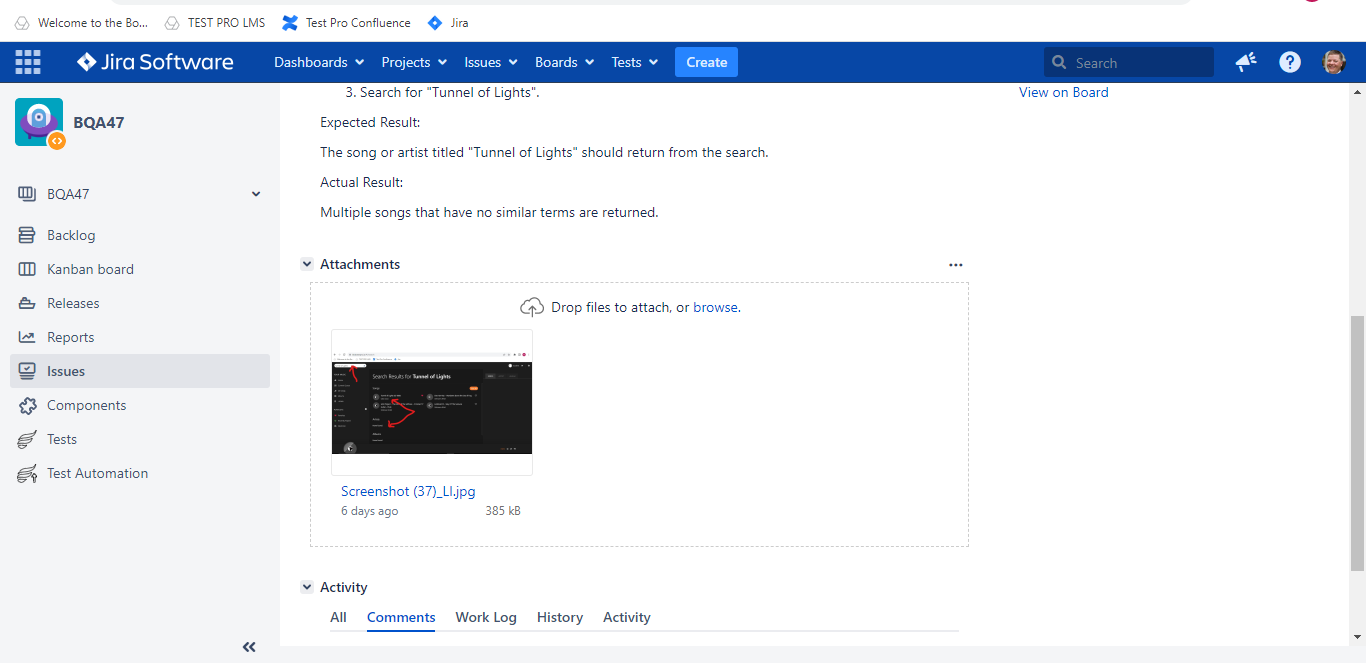 Welcome to the Bo...
TEST PRO LMS
Test Pro Confluence
Jira
Jira Software
Dashboards
Projects
Issues
Boards
Tests
Create
Search
BQA47
BQA47
Backlog
Kanban board
Releases
Reports
Issues
Components
Tests
Test Automation
3. Search for "Tunnel of Lights".
View on Board
Expected Result:
The song or artist titled "Tunnel of Lights" should return from the search.
Actual Result:
Multiple songs that have no similar terms are returned.
Attachments
Drop files to attach, or browse.
Search Results for Tunnel of Lights
Screenshot (37)_LI.jpg
6 days ago
385 kB
Activity
All
Comments
Work Log
History
Activity